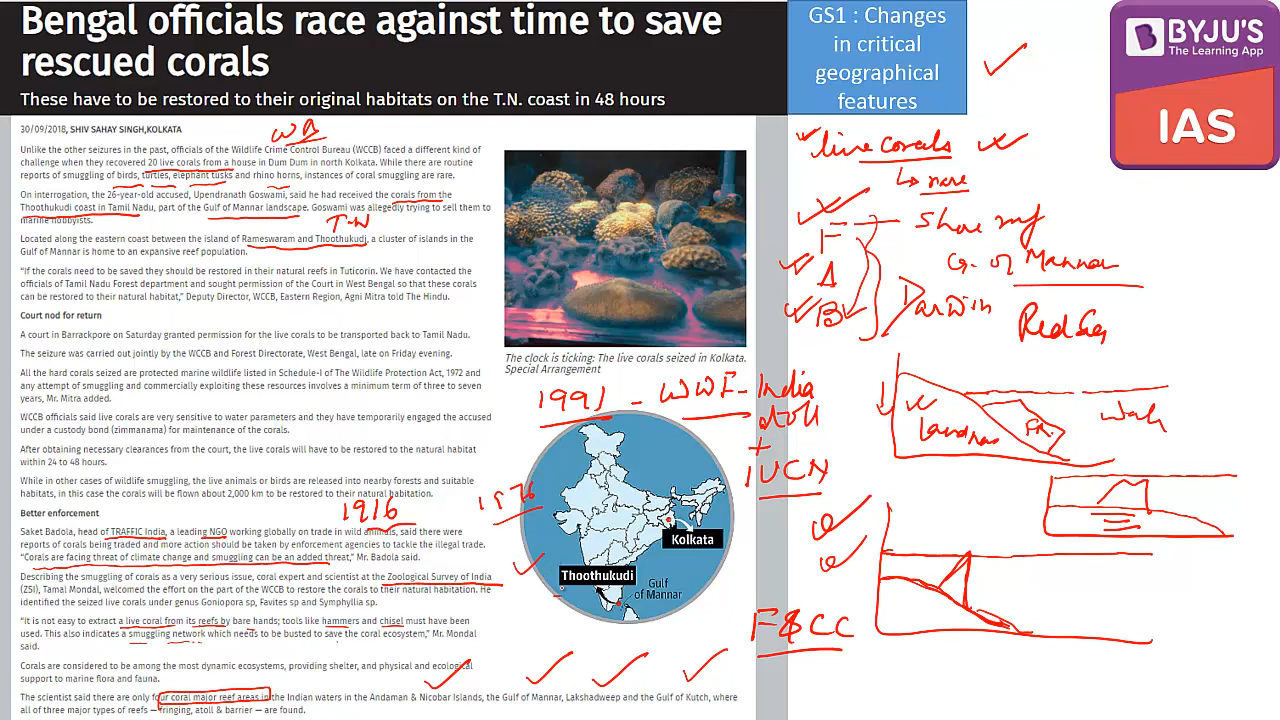 Bengal officials race against time to save
rescued corals
These have to be restored to their original habitats on the T.N. coast in 48 hours
GS1 : Changes
in critical
geographical
features
BYJU'S
The Learning App
IAS
30/09/2018, SHIV SAHAY SINGH,KOLKATA
WB
Unlike the other seizures in the past, officials of the Wildlife Crime Control Bureau (WCCB) faced a different kind of
challenge when they recovered 20 live corals from a house in Dum Dum in north Kolkata. While there are routine
reports of smuggling of birds, turtles, elephant tusks and rhino horns, instances of coral smuggling are rare.
On interrogation, the 26-year-old accused, Upendranath Goswami, said he had received the corals from the
Thoothukudi coast in Tamil Nadu, part of the Gulf of Mannar landscape. Goswami was allegedly trying to sell them to
marine hobbyists.
T.N
Located along the eastern coast between the island of Rameswaram and Thoothukudi, a cluster of islands in the
Gulf of Mannar is home to an expansive reef population.
“If the corals need to be saved they should be restored in their natural reefs in Tuticorin. We have contacted the
officials of Tamil Nadu Forest department and sought permission of the Court in West Bengal so that these corals
can be restored to their natural habitat,” Deputy Director, WCCB, Eastern Region, Agni Mitra told The Hindu.
Court nod for return
A court in Barrackpore on Saturday granted permission for the live corals to be transported back to Tamil Nadu.
The seizure was carried out jointly by the WCCB and Forest Directorate, West Bengal, late on Friday evening.
All the hard corals seized are protected marine wildlife listed in Schedule-I of The Wildlife Protection Act, 1972 and
any attempt of smuggling and commercially exploiting these resources involves a minimum term of three to seven
years, Mr. Mitra added.
WCCB officials said live corals are very sensitive to water parameters and they have temporarily engaged the accused
under a custody bond (zimmanama) for maintenance of the corals.
After obtaining necessary clearances from the court, the live corals will have to be restored to the natural habitat
within 24 to 48 hours.
While in other cases of wildlife smuggling, the live animals or birds are released into nearby forests and suitable
habitats, in this case the corals will be flown about 2,000 km to be restored to their natural habitation.
Better enforcement
1916
Saket Badola, head of TRAFFIC India, a leading NGO working globally on trade in wild animals, said there were
reports of corals being traded and more action should be taken by enforcement agencies to tackle the illegal trade.
“Corals are facing threat of climate change and smuggling can be an added threat,” Mr. Badola said.
Describing the smuggling of corals as a very serious issue, coral expert and scientist at the Zoological Survey of India
(ZSI), Tamal Mondal, welcomed the effort on the part of the WCCB to restore the corals to their natural habitation. He
identified the seized live corals under genus Goniopora sp, Favites sp and Symphyllia sp.
“It is not easy to extract a live coral from its reefs by bare hands; tools like hammers and chisel must have been
used. This also indicates a smuggling network which needs to be busted to save the coral ecosystem,” Mr. Mondal
said.
Corals are considered to be among the most dynamic ecosystems, providing shelter, and physical and ecological
support to marine flora and fauna.
The scientist said there are only four coral major reef areas in the Indian waters in the Andaman & Nicobar Islands, the Gulf of Mannar, Lakshadweep and the Gulf of Kutch, where
all of three major types of reefs — fringing, atoll & barrier — are found.
The clock is ticking: The live corals seized in Kolkata.
Special Arrangement
1991 - WWF-India
atoll
+
IUCN
1976
Kolkata
Thoothukudi
Gulf
of Mannar
F&CC
live corals
rare
F
Shore reef
G. of Mannar
A
B
Darwin
Red Sea
Landmass
F.R.